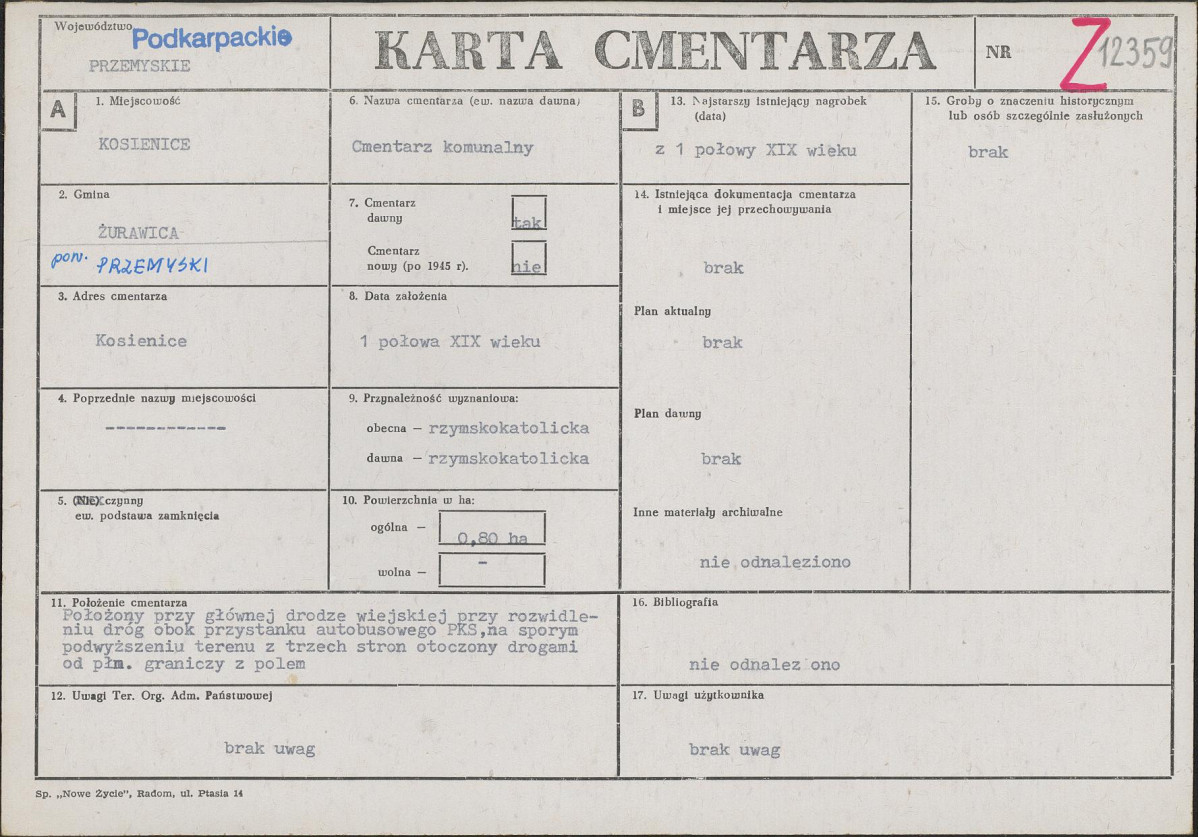 Województwo
Podkarpackie
PRZEMYSKIE
KARTA CMENTARZA
NR
Z 12359
A
1. Miejscowość
KOSIENICE
2. Gmina
ŻURAWICA
pow. PRZEMYSKI
3. Adres cmentarza
Kosienice
4. Poprzednie nazwy miejscowości
------------
5. (NIE) czynny
ew. podstawa zamknięcia
6. Nazwa cmentarza (ew. nazwa dawna)
Cmentarz komunalny
7. Cmentarz
dawny
tak
Cmentarz
nowy (po 1945 r).
nie
8. Data założenia
1 połowa XIX wieku
9. Przynależność wyznaniowa:
obecna – rzymskokatolicka
dawna – rzymskokatolicka
10. Powierzchnia w ha:
ogólna – 0,80 ha
wolna – -
11. Położenie cmentarza
Położony przy głównej drodze wiejskiej przy rozwidle-
niu dróg obok przystanku autobusowego PKS,na sporym
podwyższeniu terenu z trzech stron otoczony drogami
od płn. graniczy z polem
12. Uwagi Ter. Org. Adm. Państwowej
brak uwag
B
13. Najstarszy istniejący nagrobek
(data)
z 1 połowy XIX wieku
14. Istniejąca dokumentacja cmentarza
i miejsce jej przechowywania
brak
Plan aktualny
brak
Plan dawny
brak
Inne materiały archiwalne
nie odnaleziono
15. Groby o znaczeniu historycznym
lub osób szczególnie zasłużonych
brak
16. Bibliografia
nie odnalez ono
17. Uwagi użytkownika
brak uwag
Sp. „Nowe Życie", Radom, ul. Ptasia 14